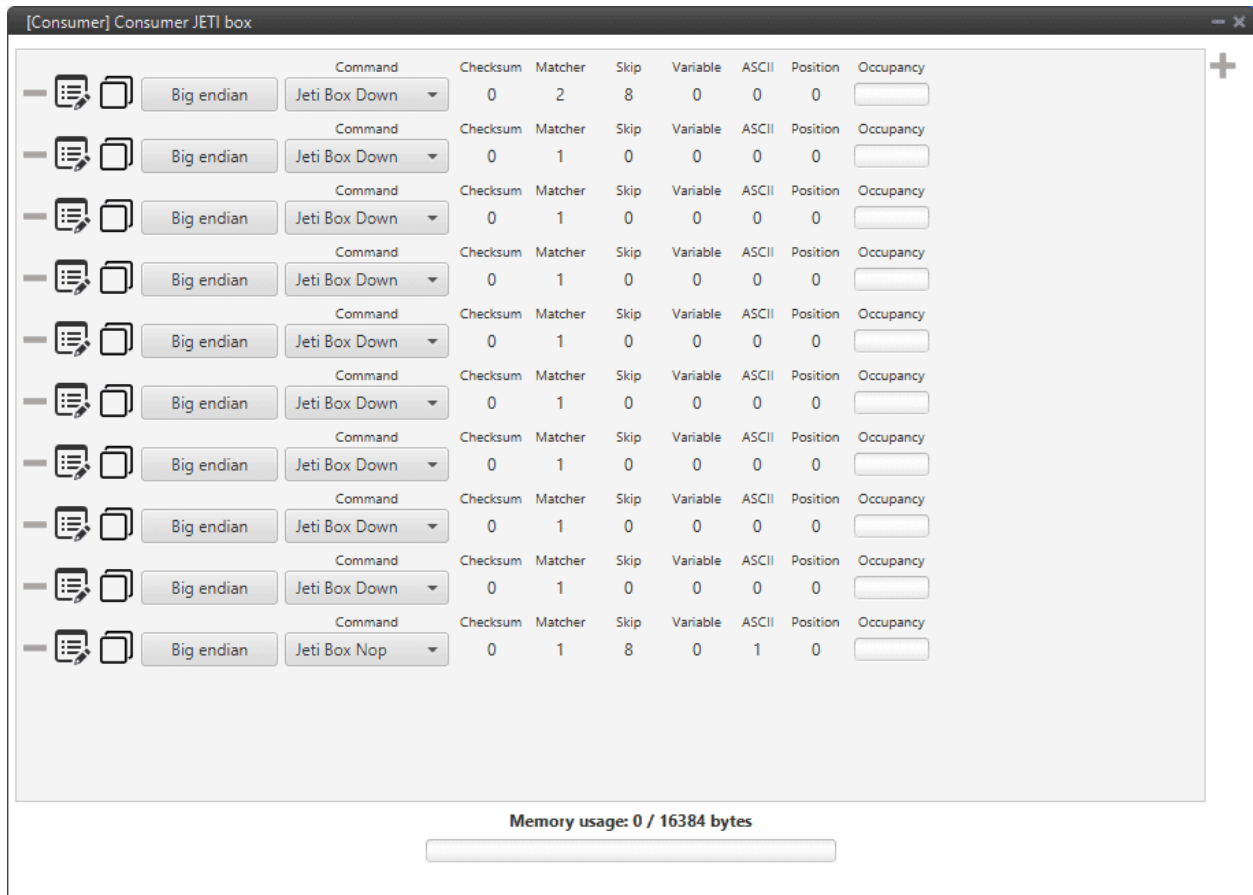 [Consumer] Consumer JETI box
Command Checksum Matcher Skip Variable ASCII Position Occupancy
Big endian Jeti Box Down 0 2 8 0 0 0
Command Checksum Matcher Skip Variable ASCII Position Occupancy
Big endian Jeti Box Down 0 1 0 0 0 0
Command Checksum Matcher Skip Variable ASCII Position Occupancy
Big endian Jeti Box Down 0 1 0 0 0 0
Command Checksum Matcher Skip Variable ASCII Position Occupancy
Big endian Jeti Box Down 0 1 0 0 0 0
Command Checksum Matcher Skip Variable ASCII Position Occupancy
Big endian Jeti Box Down 0 1 0 0 0 0
Command Checksum Matcher Skip Variable ASCII Position Occupancy
Big endian Jeti Box Down 0 1 0 0 0 0
Command Checksum Matcher Skip Variable ASCII Position Occupancy
Big endian Jeti Box Down 0 1 0 0 0 0
Command Checksum Matcher Skip Variable ASCII Position Occupancy
Big endian Jeti Box Down 0 1 0 0 0 0
Command Checksum Matcher Skip Variable ASCII Position Occupancy
Big endian Jeti Box Down 0 1 0 0 0 0
Command Checksum Matcher Skip Variable ASCII Position Occupancy
Big endian Jeti Box Nop 0 1 8 0 1 0
Memory usage: 0 / 16384 bytes